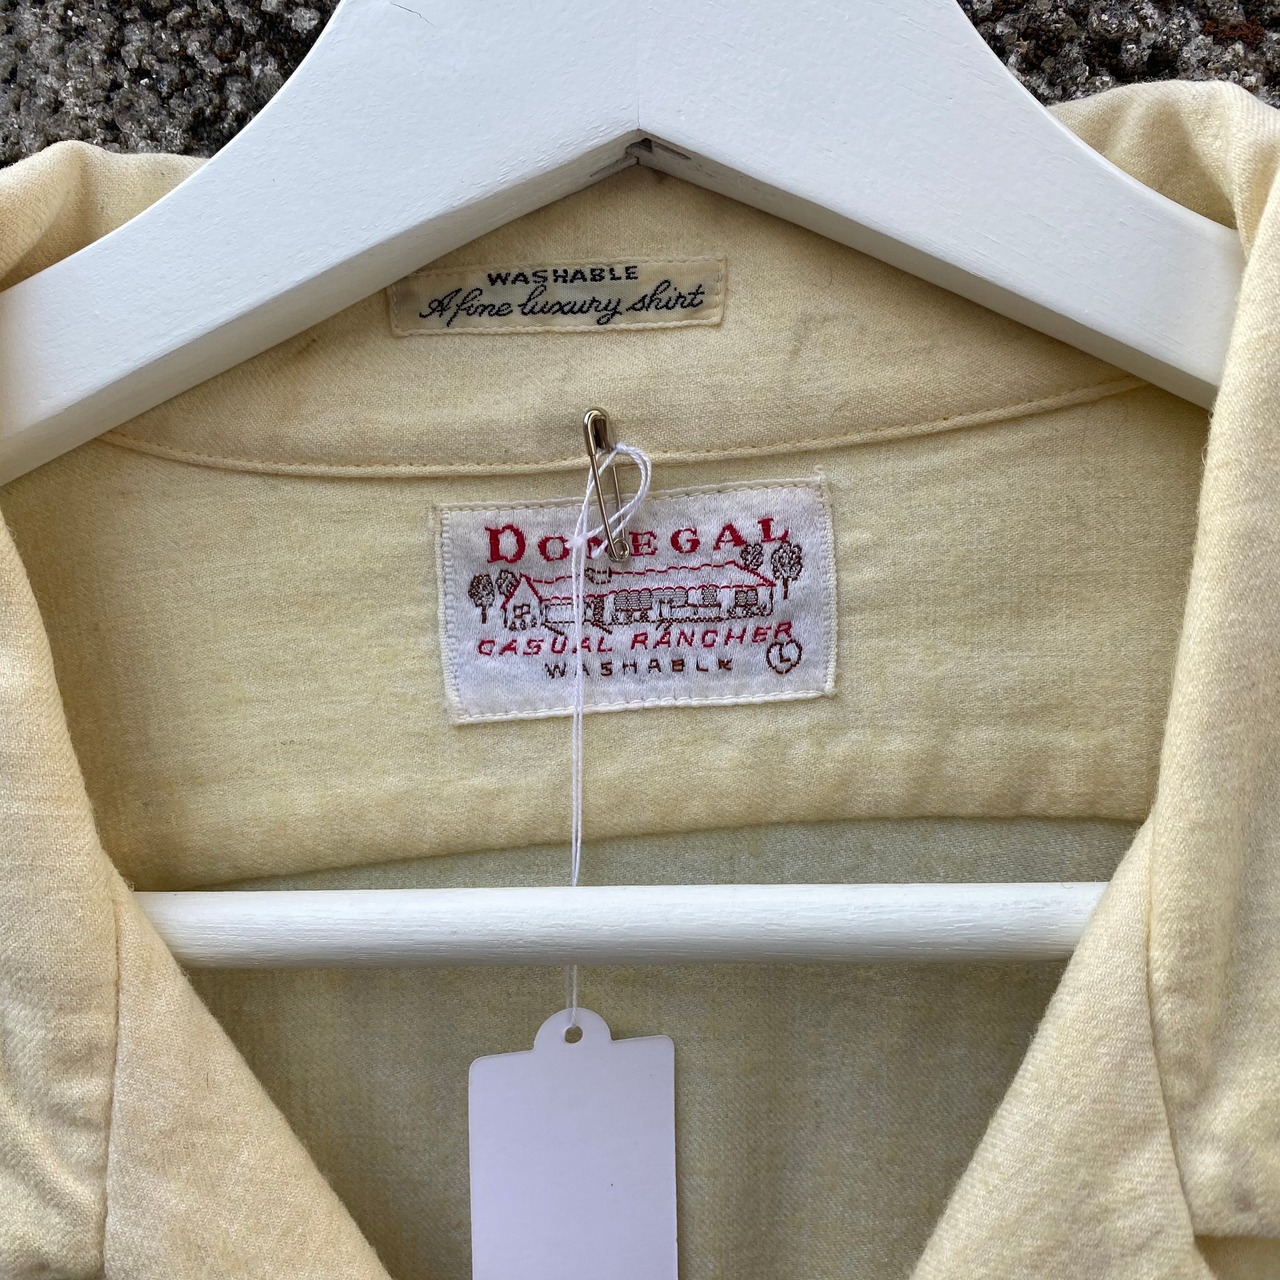 WASHABLE
A fine luxury shirt
DONEGAL
CASUAL RANCHER
WASHABLE L